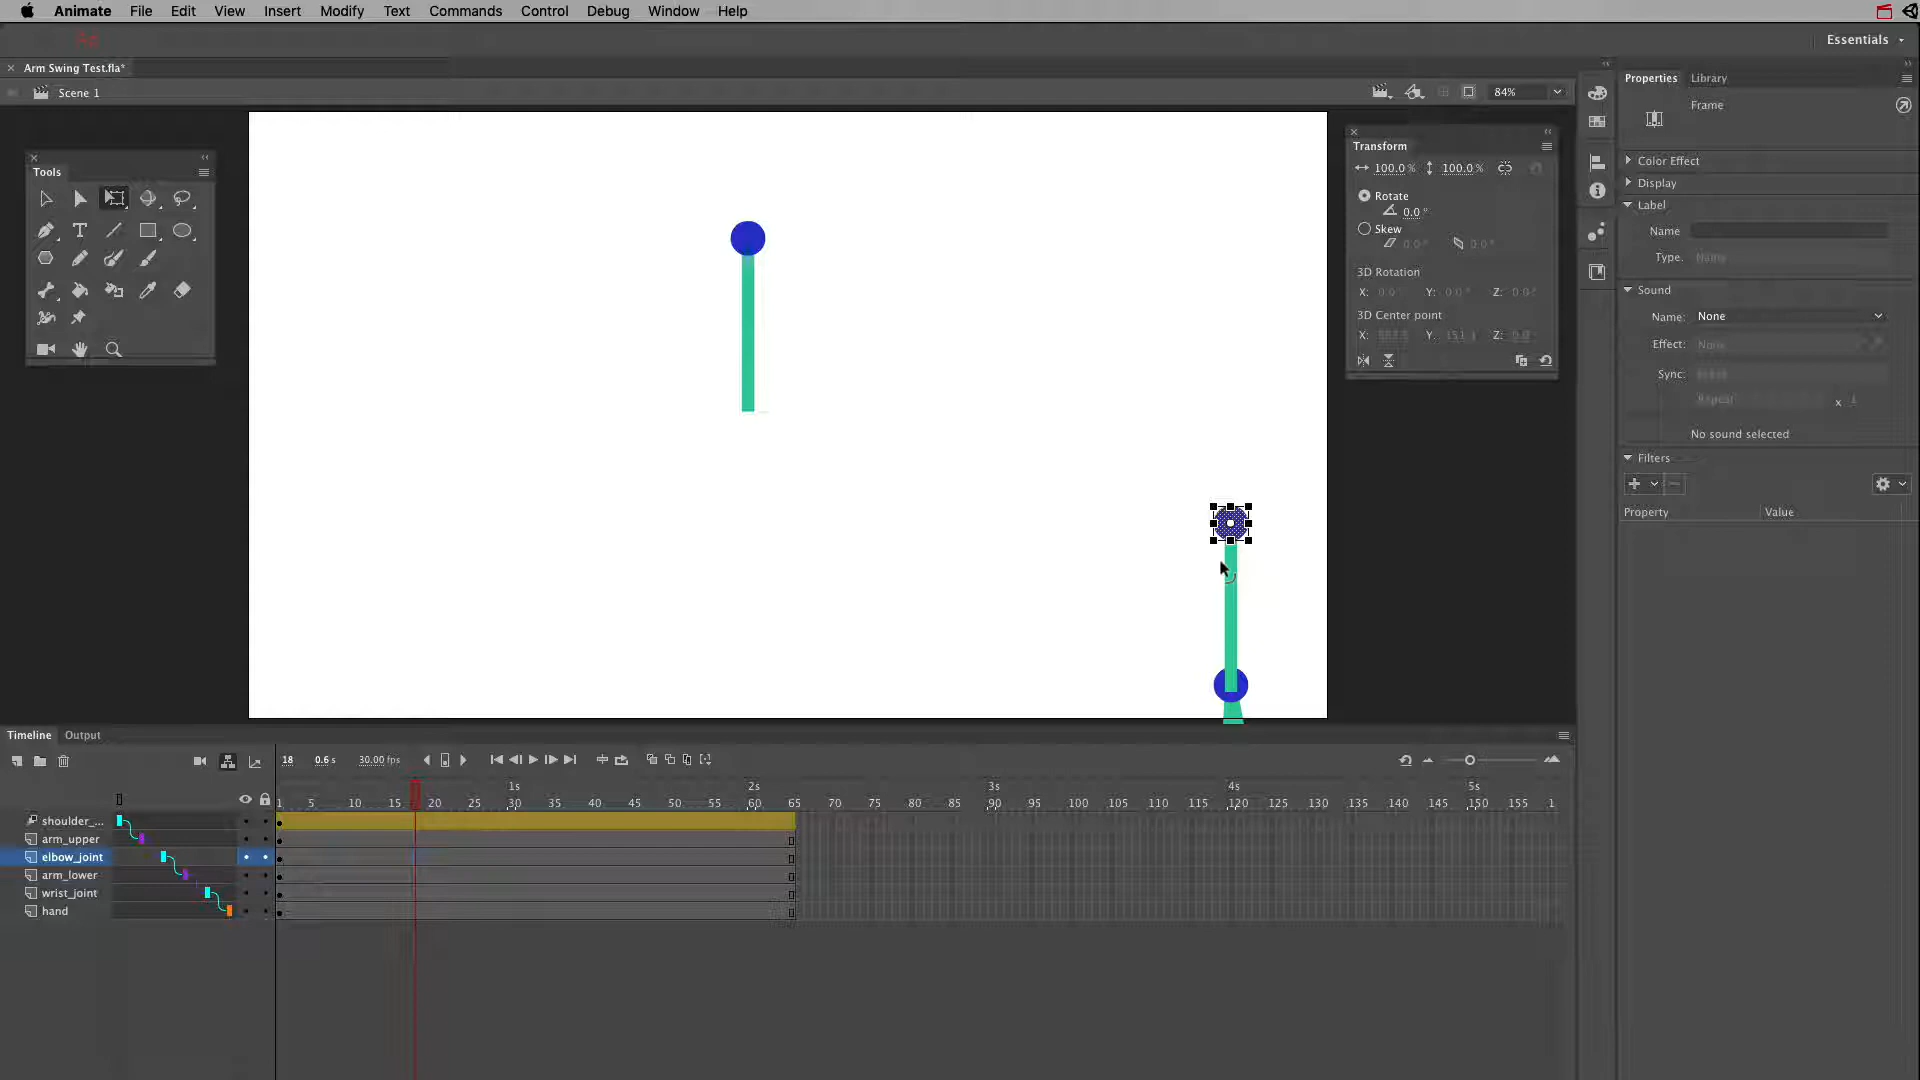 Animate File Edit View Insert Modify Text Commands Control Debug Window Help
Essentials
Arm Swing Test.fla*
Scene 1
84%
Properties Library
Frame
Tools
Transform
100.0 % 100.0 %
Rotate
0.0 °
Skew
0.0 ° 0.0 °
3D Rotation
X: 0.0 ° Y: 0.0 ° Z: 0.0 °
3D Center point
X: Y: 151.1 Z: 0.0
Color Effect
Display
Label
Name
Type: Name
Sound
Name: None
Effect: None
Sync:
Repeat x 1
No sound selected
Filters
Property Value
Timeline Output
18 0.6 s 30.00 fps
1s 2s 3s 4s 5s
1 5 10 15 20 25 30 35 40 45 50 55 60 65 70 75 80 85 90 95 100 105 110 115 120 125 130 135 140 145 150 155 1
shoulder_...
arm_upper
elbow_joint
arm_lower
wrist_joint
hand